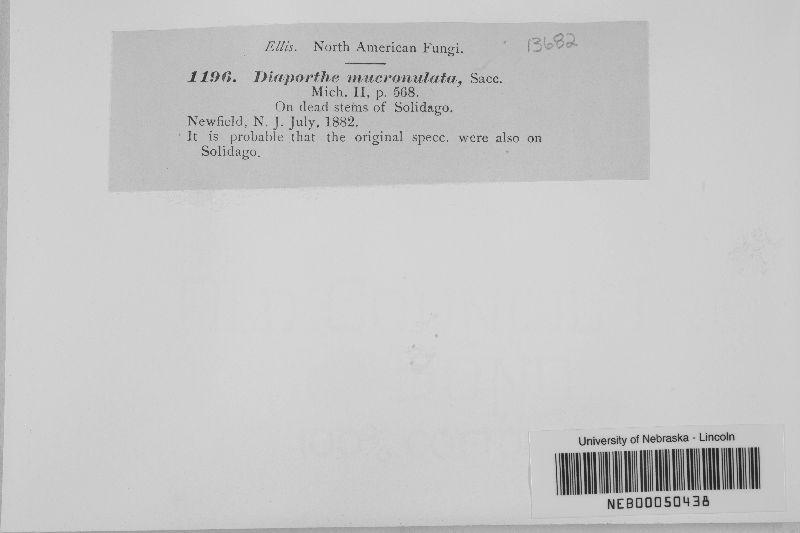 Ellis. North American Fungi. 13682
1196. Diaporthe mucronulata, Sacc.
Mich. II, p. 568.
On dead stems of Solidago.
Newfield, N. J. July, 1882.
It is probable that the original specc. were also on
Solidago.
University of Nebraska - Lincoln
NEB00050438